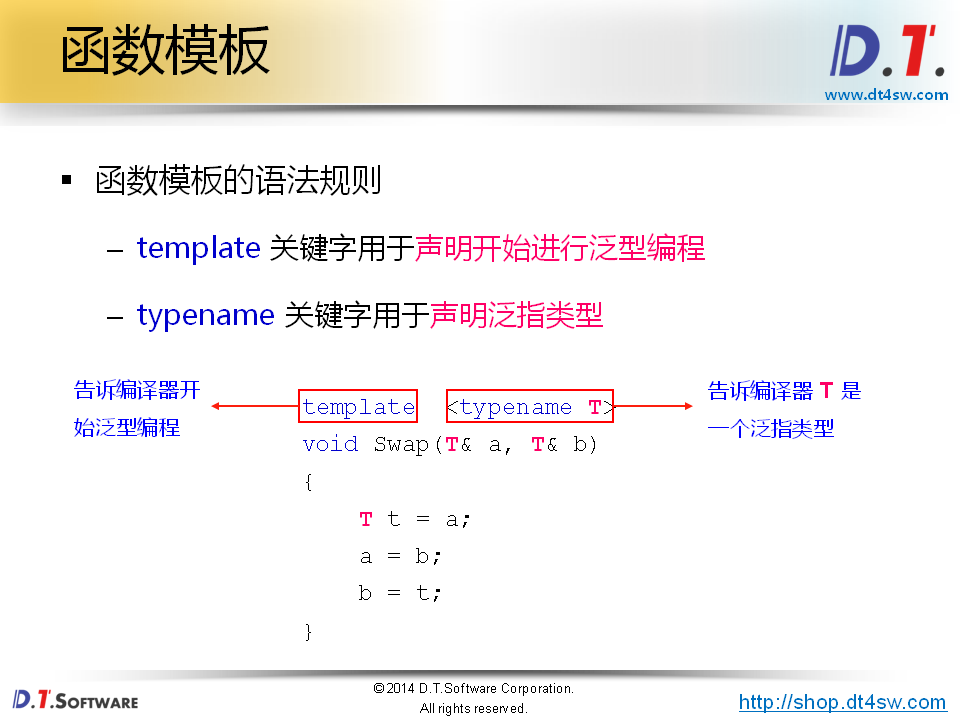 函数模板
D.T.
www.dt4sw.com
▪ 函数模板的语法规则
– template 关键字用于声明开始进行泛型编程
– typename 关键字用于声明泛指类型
告诉编译器开
始泛型编程
template <typename T>
告诉编译器 T 是
一个泛指类型
void Swap(T& a, T& b)
{
T t = a;
a = b;
b = t;
}
D.T.SOFTWARE
©2014 D.T.Software Corporation.
All rights reserved.
http://shop.dt4sw.com